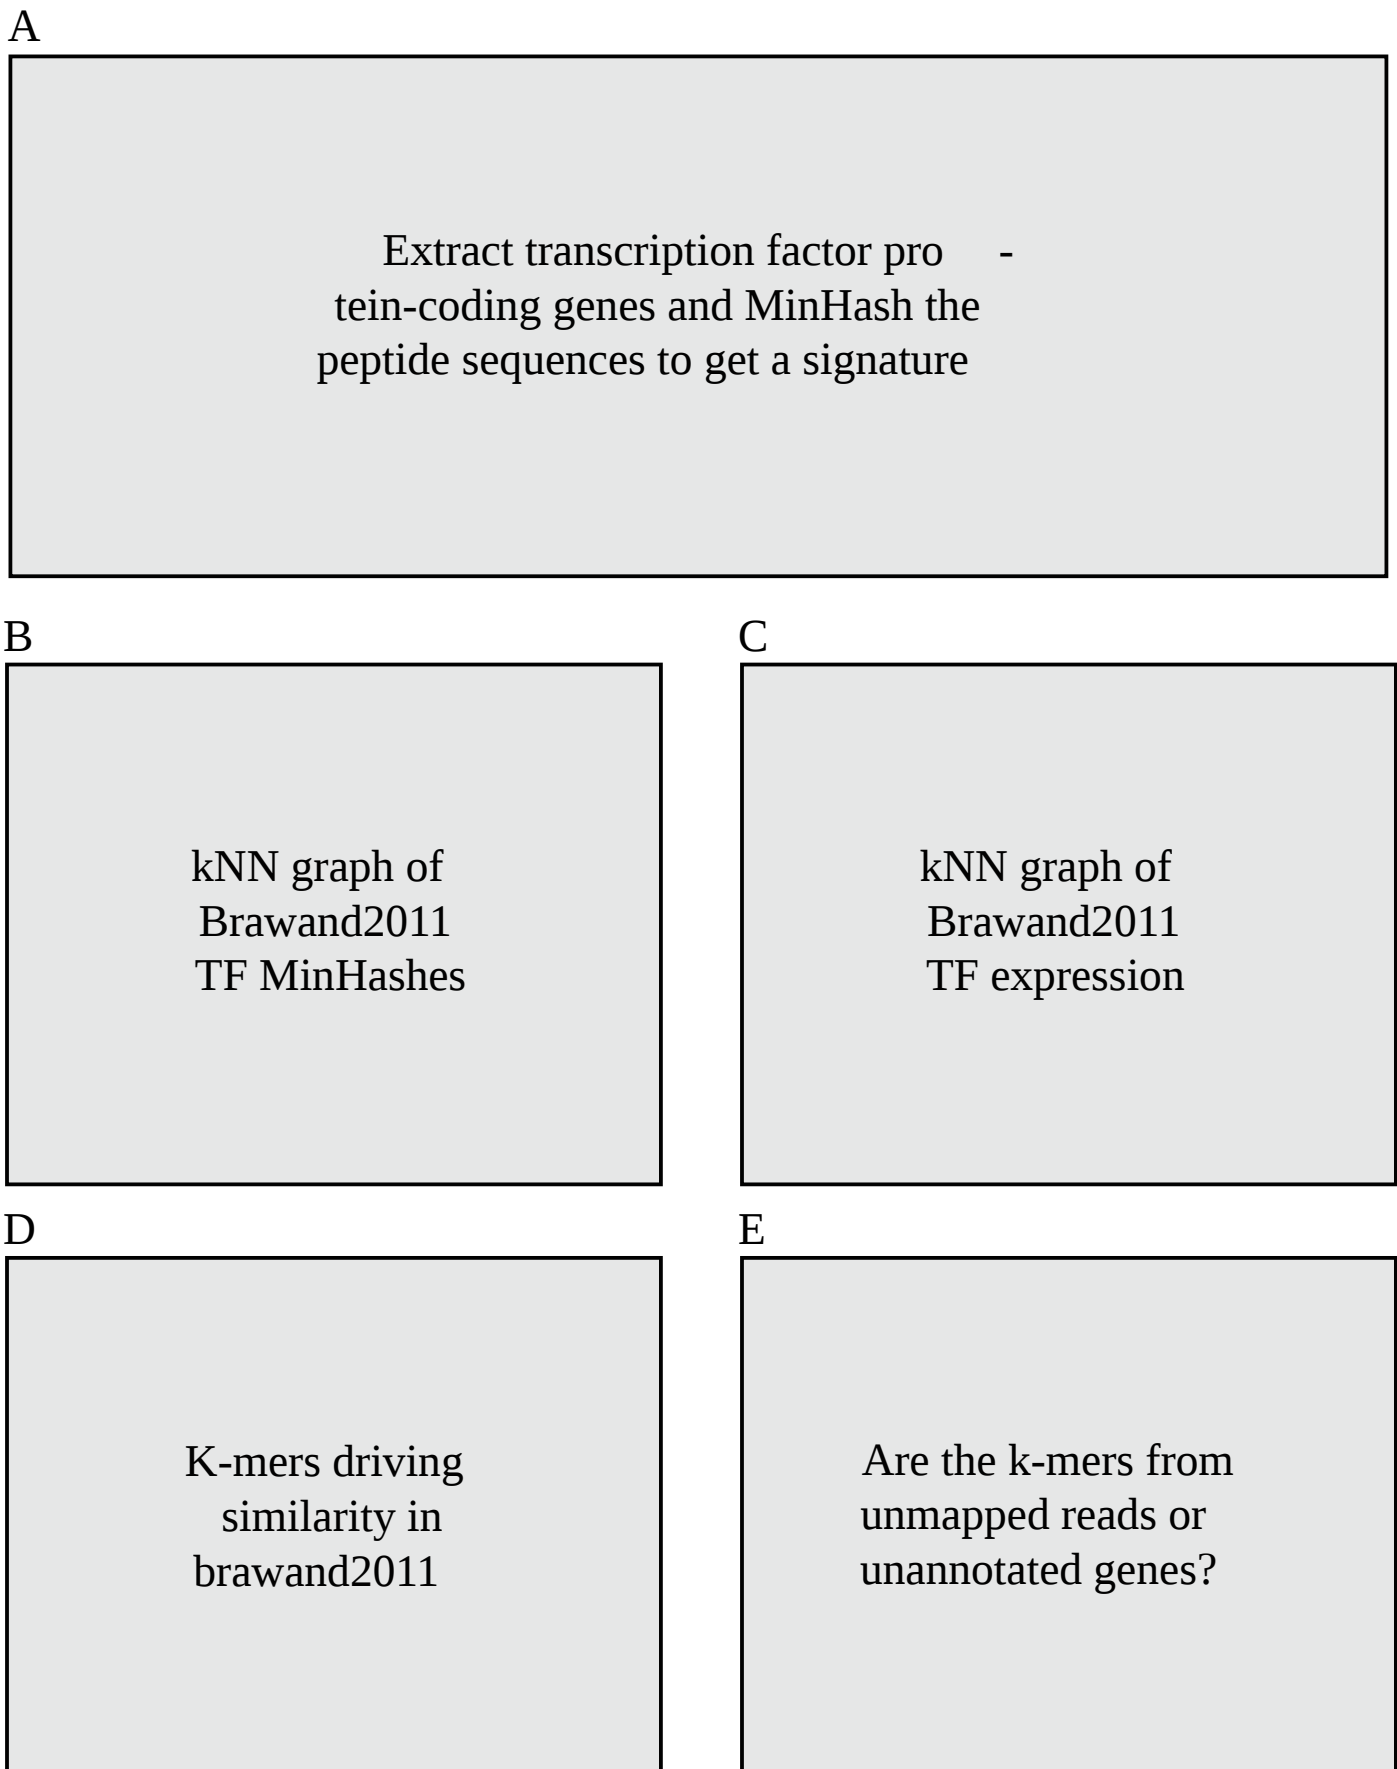 A
Extract transcription factor pro -
tein-coding genes and MinHash the
peptide sequences to get a signature
B
kNN graph of
Brawand2011
TF MinHashes
C
kNN graph of
Brawand2011
TF expression
D
K-mers driving
similarity in
brawand2011
E
Are the k-mers from
unmapped reads or
unannotated genes?